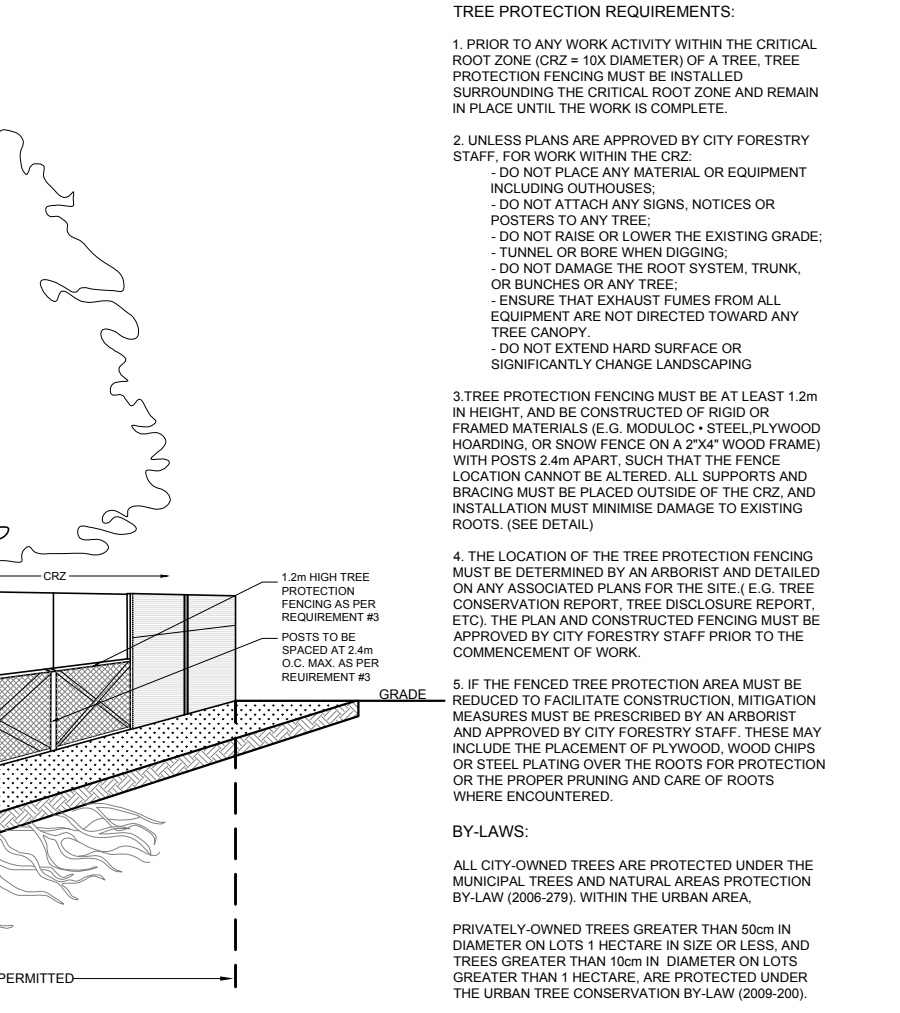 TREE PROTECTION REQUIREMENTS:
1. PRIOR TO ANY WORK ACTIVITY WITHIN THE CRITICAL
ROOT ZONE (CRZ = 10X DIAMETER) OF A TREE, TREE
PROTECTION FENCING MUST BE INSTALLED
SURROUNDING THE CRITICAL ROOT ZONE AND REMAIN
IN PLACE UNTIL THE WORK IS COMPLETE.
2. UNLESS PLANS ARE APPROVED BY CITY FORESTRY
STAFF, FOR WORK WITHIN THE CRZ:
- DO NOT PLACE ANY MATERIAL OR EQUIPMENT
INCLUDING OUTHOUSES;
- DO NOT ATTACH ANY SIGNS, NOTICES OR
POSTERS TO ANY TREE;
- DO NOT RAISE OR LOWER THE EXISTING GRADE;
- TUNNEL OR BORE WHEN DIGGING;
- DO NOT DAMAGE THE ROOT SYSTEM, TRUNK,
OR BUNCHES OR ANY TREE;
- ENSURE THAT EXHAUST FUMES FROM ALL
EQUIPMENT ARE NOT DIRECTED TOWARD ANY
TREE CANOPY.
- DO NOT EXTEND HARD SURFACE OR
SIGNIFICANTLY CHANGE LANDSCAPING
3.TREE PROTECTION FENCING MUST BE AT LEAST 1.2m
IN HEIGHT, AND BE CONSTRUCTED OF RIGID OR
FRAMED MATERIALS (E.G. MODULOC • STEEL,PLYWOOD
HOARDING, OR SNOW FENCE ON A 2"X4" WOOD FRAME)
WITH POSTS 2.4m APART, SUCH THAT THE FENCE
LOCATION CANNOT BE ALTERED. ALL SUPPORTS AND
BRACING MUST BE PLACED OUTSIDE OF THE CRZ, AND
INSTALLATION MUST MINIMISE DAMAGE TO EXISTING
ROOTS. (SEE DETAIL)
4. THE LOCATION OF THE TREE PROTECTION FENCING
MUST BE DETERMINED BY AN ARBORIST AND DETAILED
ON ANY ASSOCIATED PLANS FOR THE SITE.( E.G. TREE
CONSERVATION REPORT, TREE DISCLOSURE REPORT,
ETC). THE PLAN AND CONSTRUCTED FENCING MUST BE
APPROVED BY CITY FORESTRY STAFF PRIOR TO THE
COMMENCEMENT OF WORK.
5. IF THE FENCED TREE PROTECTION AREA MUST BE
REDUCED TO FACILITATE CONSTRUCTION, MITIGATION
MEASURES MUST BE PRESCRIBED BY AN ARBORIST
AND APPROVED BY CITY FORESTRY STAFF. THESE MAY
INCLUDE THE PLACEMENT OF PLYWOOD, WOOD CHIPS
OR STEEL PLATING OVER THE ROOTS FOR PROTECTION
OR THE PROPER PRUNING AND CARE OF ROOTS
WHERE ENCOUNTERED.
BY-LAWS:
ALL CITY-OWNED TREES ARE PROTECTED UNDER THE
MUNICIPAL TREES AND NATURAL AREAS PROTECTION
BY-LAW (2006-279). WITHIN THE URBAN AREA,
PRIVATELY-OWNED TREES GREATER THAN 50cm IN
DIAMETER ON LOTS 1 HECTARE IN SIZE OR LESS, AND
TREES GREATER THAN 10cm IN DIAMETER ON LOTS
GREATER THAN 1 HECTARE, ARE PROTECTED UNDER
THE URBAN TREE CONSERVATION BY-LAW (2009-200).
CRZ
1.2m HIGH TREE
PROTECTION
FENCING AS PER
REQUIREMENT #3
POSTS TO BE
SPACED AT 2.4m
O.C. MAX. AS PER
REUIREMENT #3
GRADE
PERMITTED